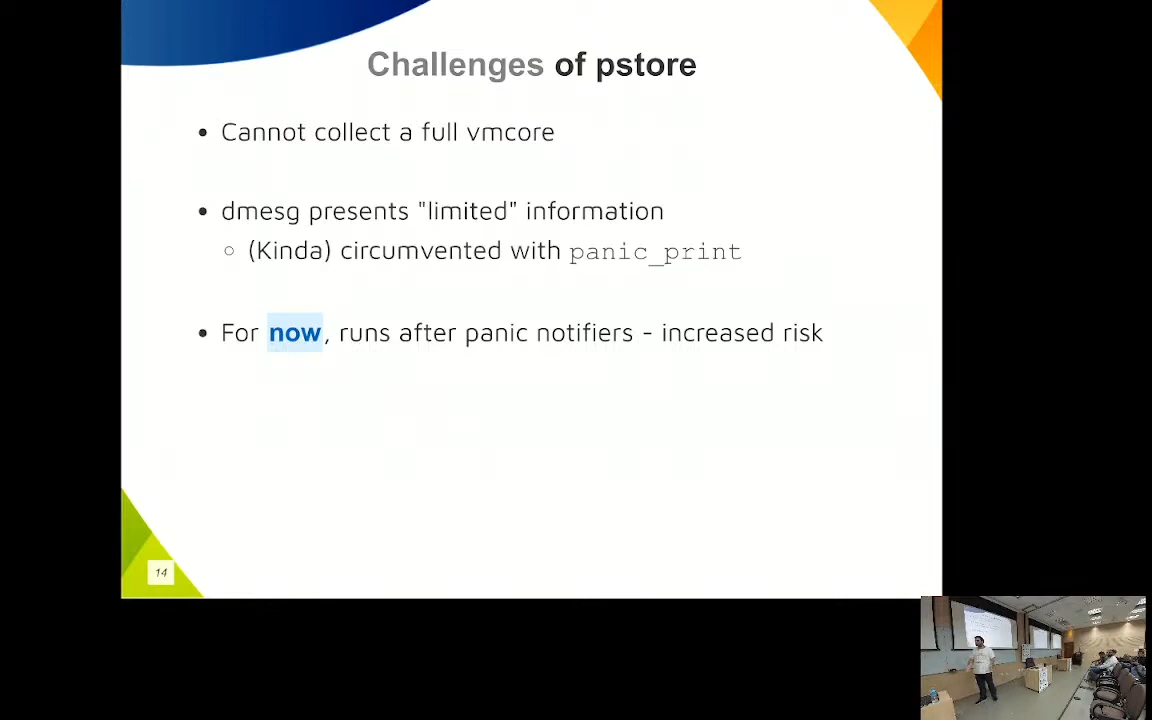 Challenges of pstore
• Cannot collect a full vmcore
• dmesg presents "limited" information
○ (Kinda) circumvented with panic_print
• For now, runs after panic notifiers - increased risk
14